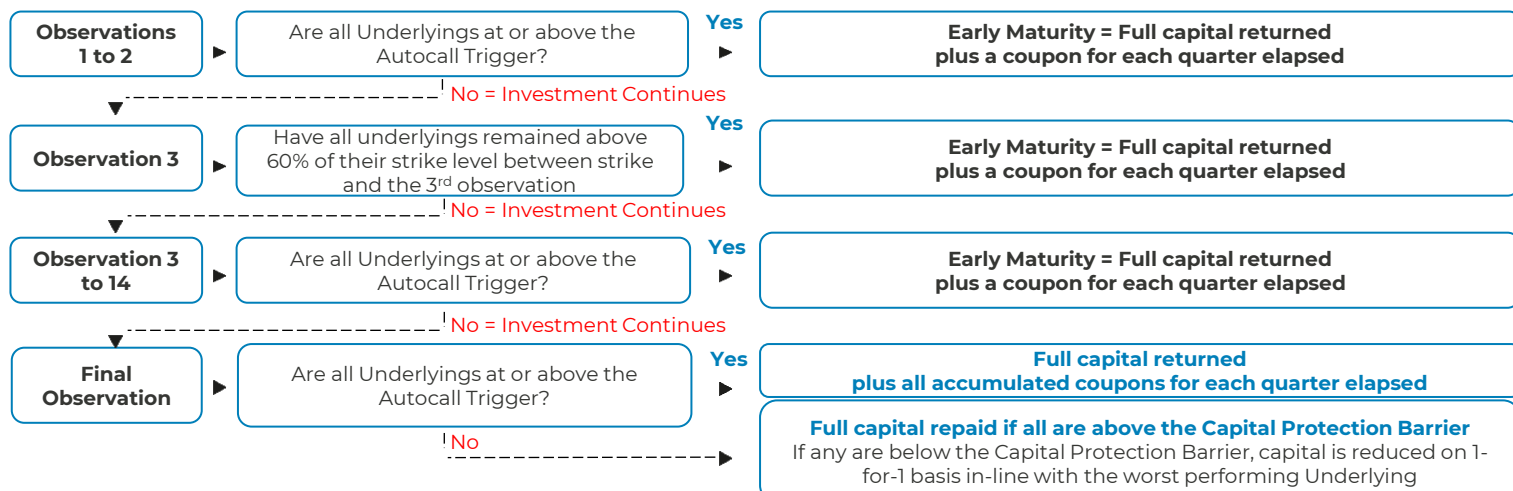 Observations
1 to 2
Are all Underlyings at or above the
Autocall Trigger?
Yes
Early Maturity = Full capital returned
plus a coupon for each quarter elapsed
No = Investment Continues
Observation 3
Have all underlyings remained above
60% of their strike level between strike
and the 3rd observation
Yes
Early Maturity = Full capital returned
plus a coupon for each quarter elapsed
No = Investment Continues
Observation 3
to 14
Are all Underlyings at or above the
Autocall Trigger?
Yes
Early Maturity = Full capital returned
plus a coupon for each quarter elapsed
No = Investment Continues
Final
Observation
Are all Underlyings at or above the
Autocall Trigger?
Yes
Full capital returned
plus all accumulated coupons for each quarter elapsed
No
Full capital repaid if all are above the Capital Protection Barrier
If any are below the Capital Protection Barrier, capital is reduced on 1-
for-1 basis in-line with the worst performing Underlying